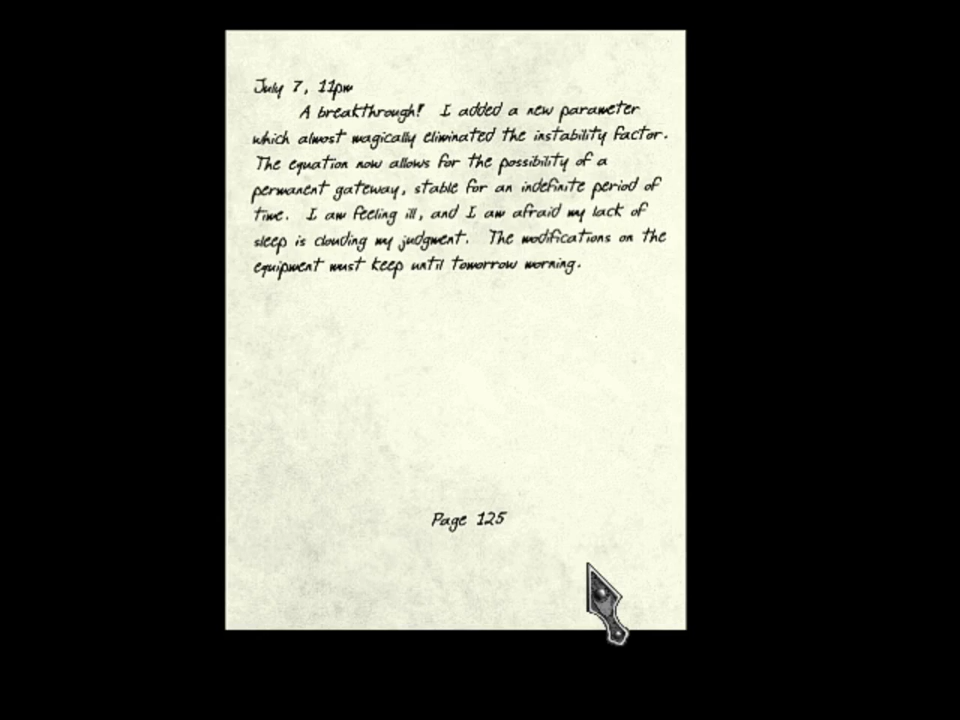 July 7, 11pm
A breakthrough! I added a new parameter
which almost magically eliminated the instability factor.
The equation now allows for the possibility of a
permanent gateway, stable for an indefinite period of
time. I am feeling ill, and I am afraid my lack of
sleep is clouding my judgment. The modifications on the
equipment must keep until tomorrow morning.
Page 125